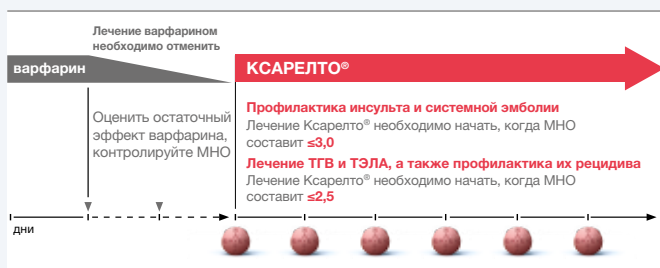 Лечение варфарином
необходимо отменить
варфарин
КСАРЕЛТО®
Оценить остаточный
эффект варфарина,
контролируйте МНО
Профилактика инсульта и системной эмболии
Лечение Ксарелто® необходимо начать, когда МНО
составит ≤3,0
Лечение ТГВ и ТЭЛА, а также профилактика их рецидива
Лечение Ксарелто® необходимо начать, когда МНО
составит ≤2,5
дни